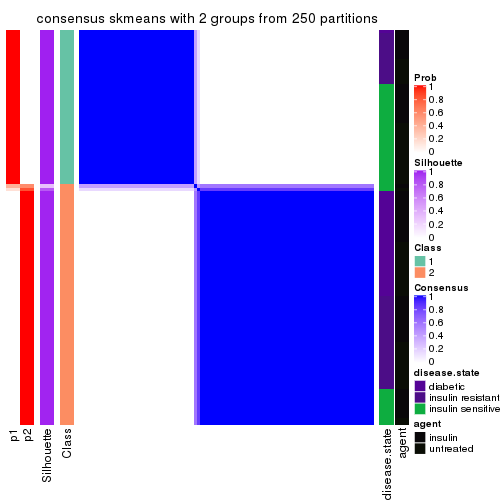 consensus skmeans with 2 groups from 250 partitions
Prob
1
0.8
0.6
0.4
0.2
0
Silhouette
1
0.8
0.6
0.4
0.2
0
Class
1
2
Consensus
1
0.8
0.6
0.4
0.2
0
disease.state
diabetic
insulin resistant
insulin sensitive
agent
insulin
untreated
p1
p2
Silhouette
Class
disease.state
agent